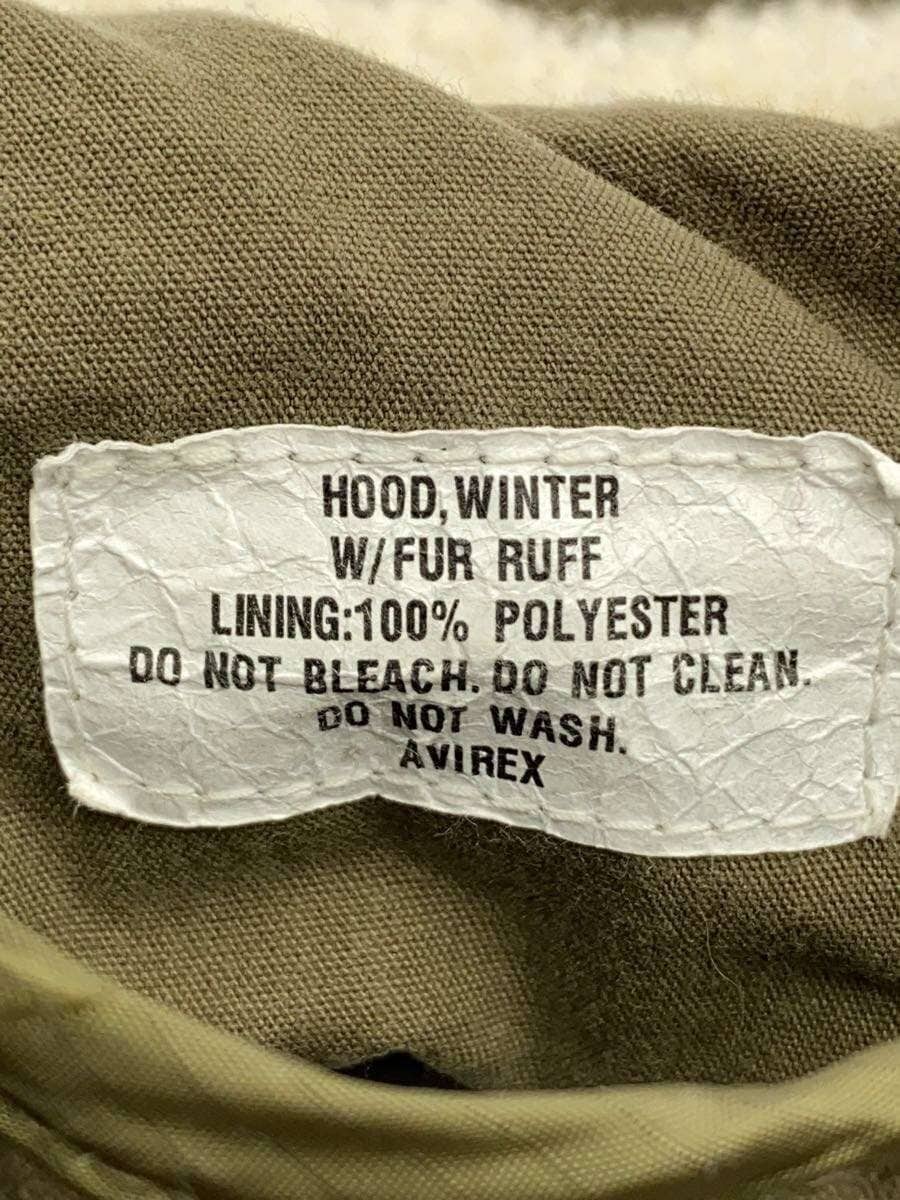 HOOD, WINTER
W/FUR RUFF
LINING:100% POLYESTER
DO NOT BLEACH. DO NOT CLEAN.
DO NOT WASH.
AVIREX